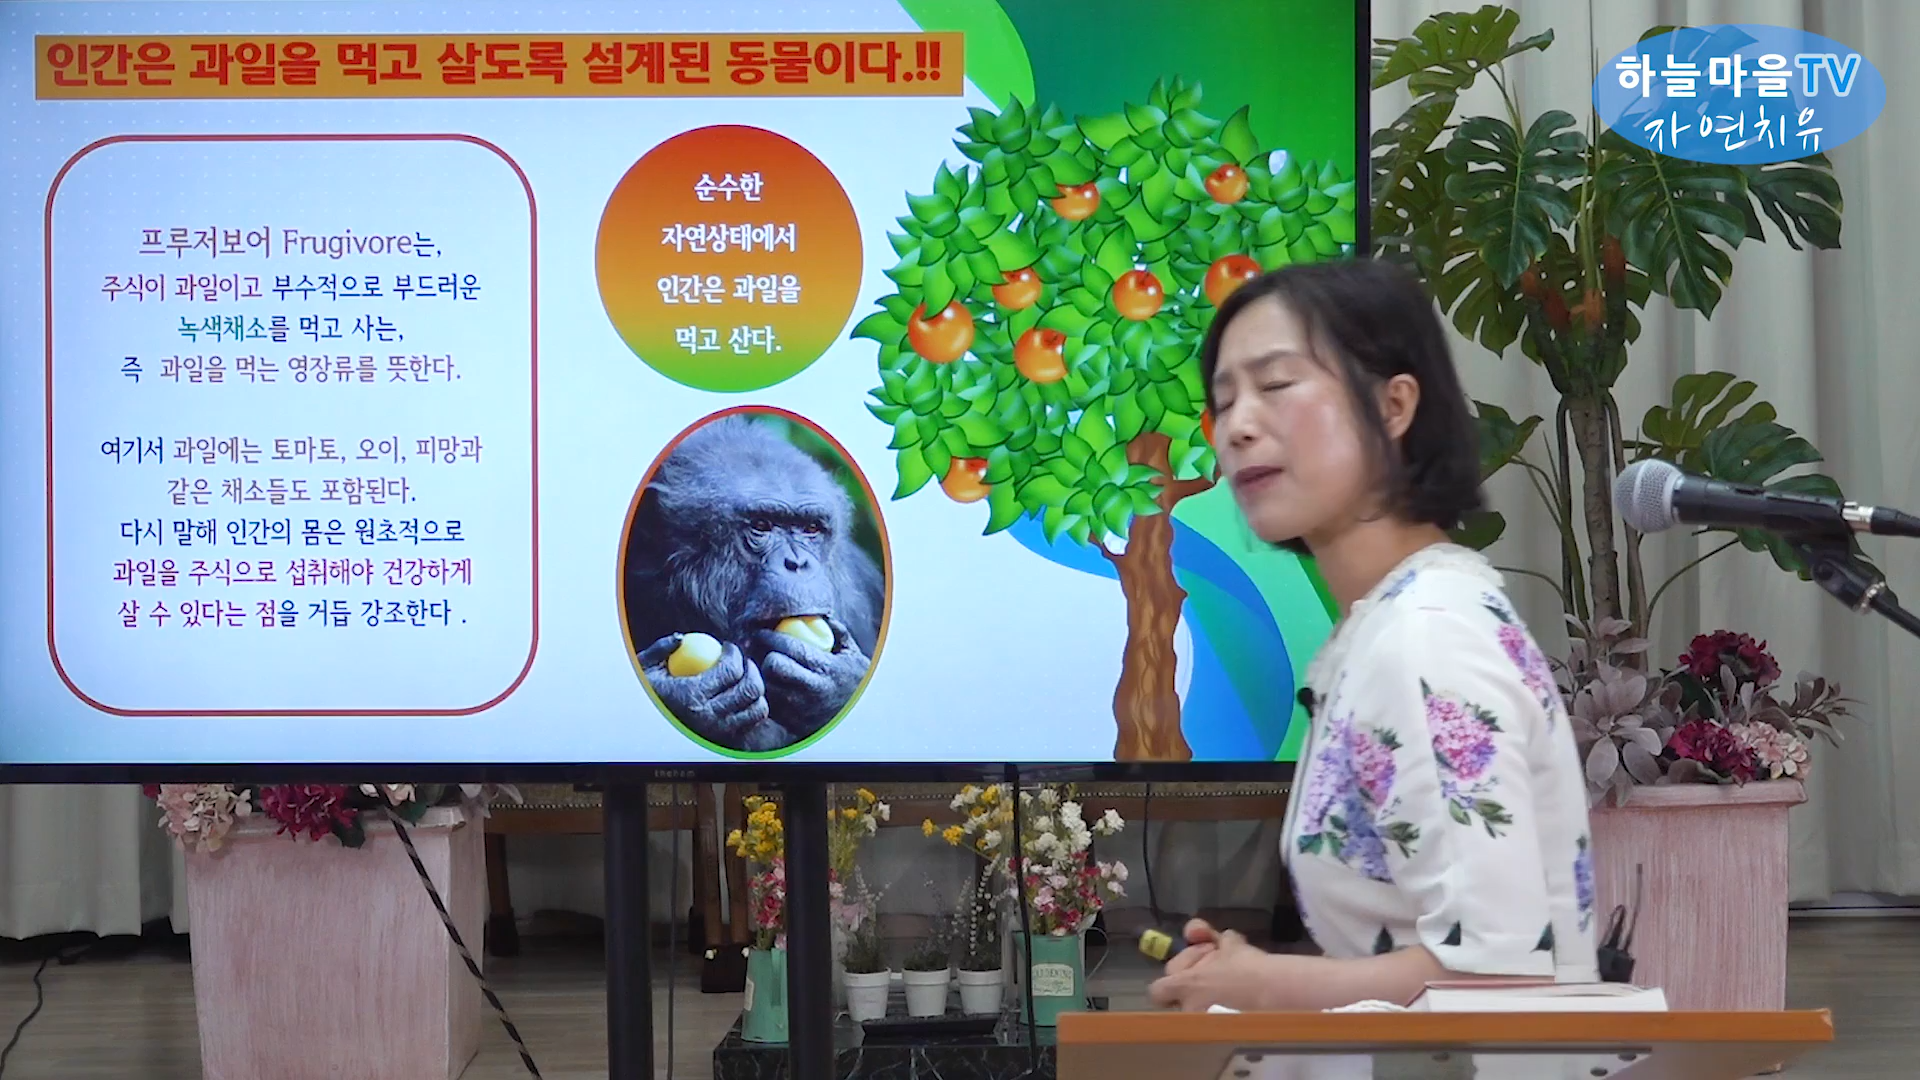 인간은 과일을 먹고 살도록 설계된 동물이다.!!
프루저보어 Frugivore는,
주식이 과일이고 부수적으로 부드러운
녹색채소를 먹고 사는,
즉 과일을 먹는 영장류를 뜻한다.
여기서 과일에는 토마토, 오이, 피망과
같은 채소들도 포함된다.
다시 말해 인간의 몸은 원초적으로
과일을 주식으로 섭취해야 건강하게
살 수 있다는 점을 거듭 강조한다 .
순수한
자연상태에서
인간은 과일을
먹고 산다.
하늘마을TV
자연치유